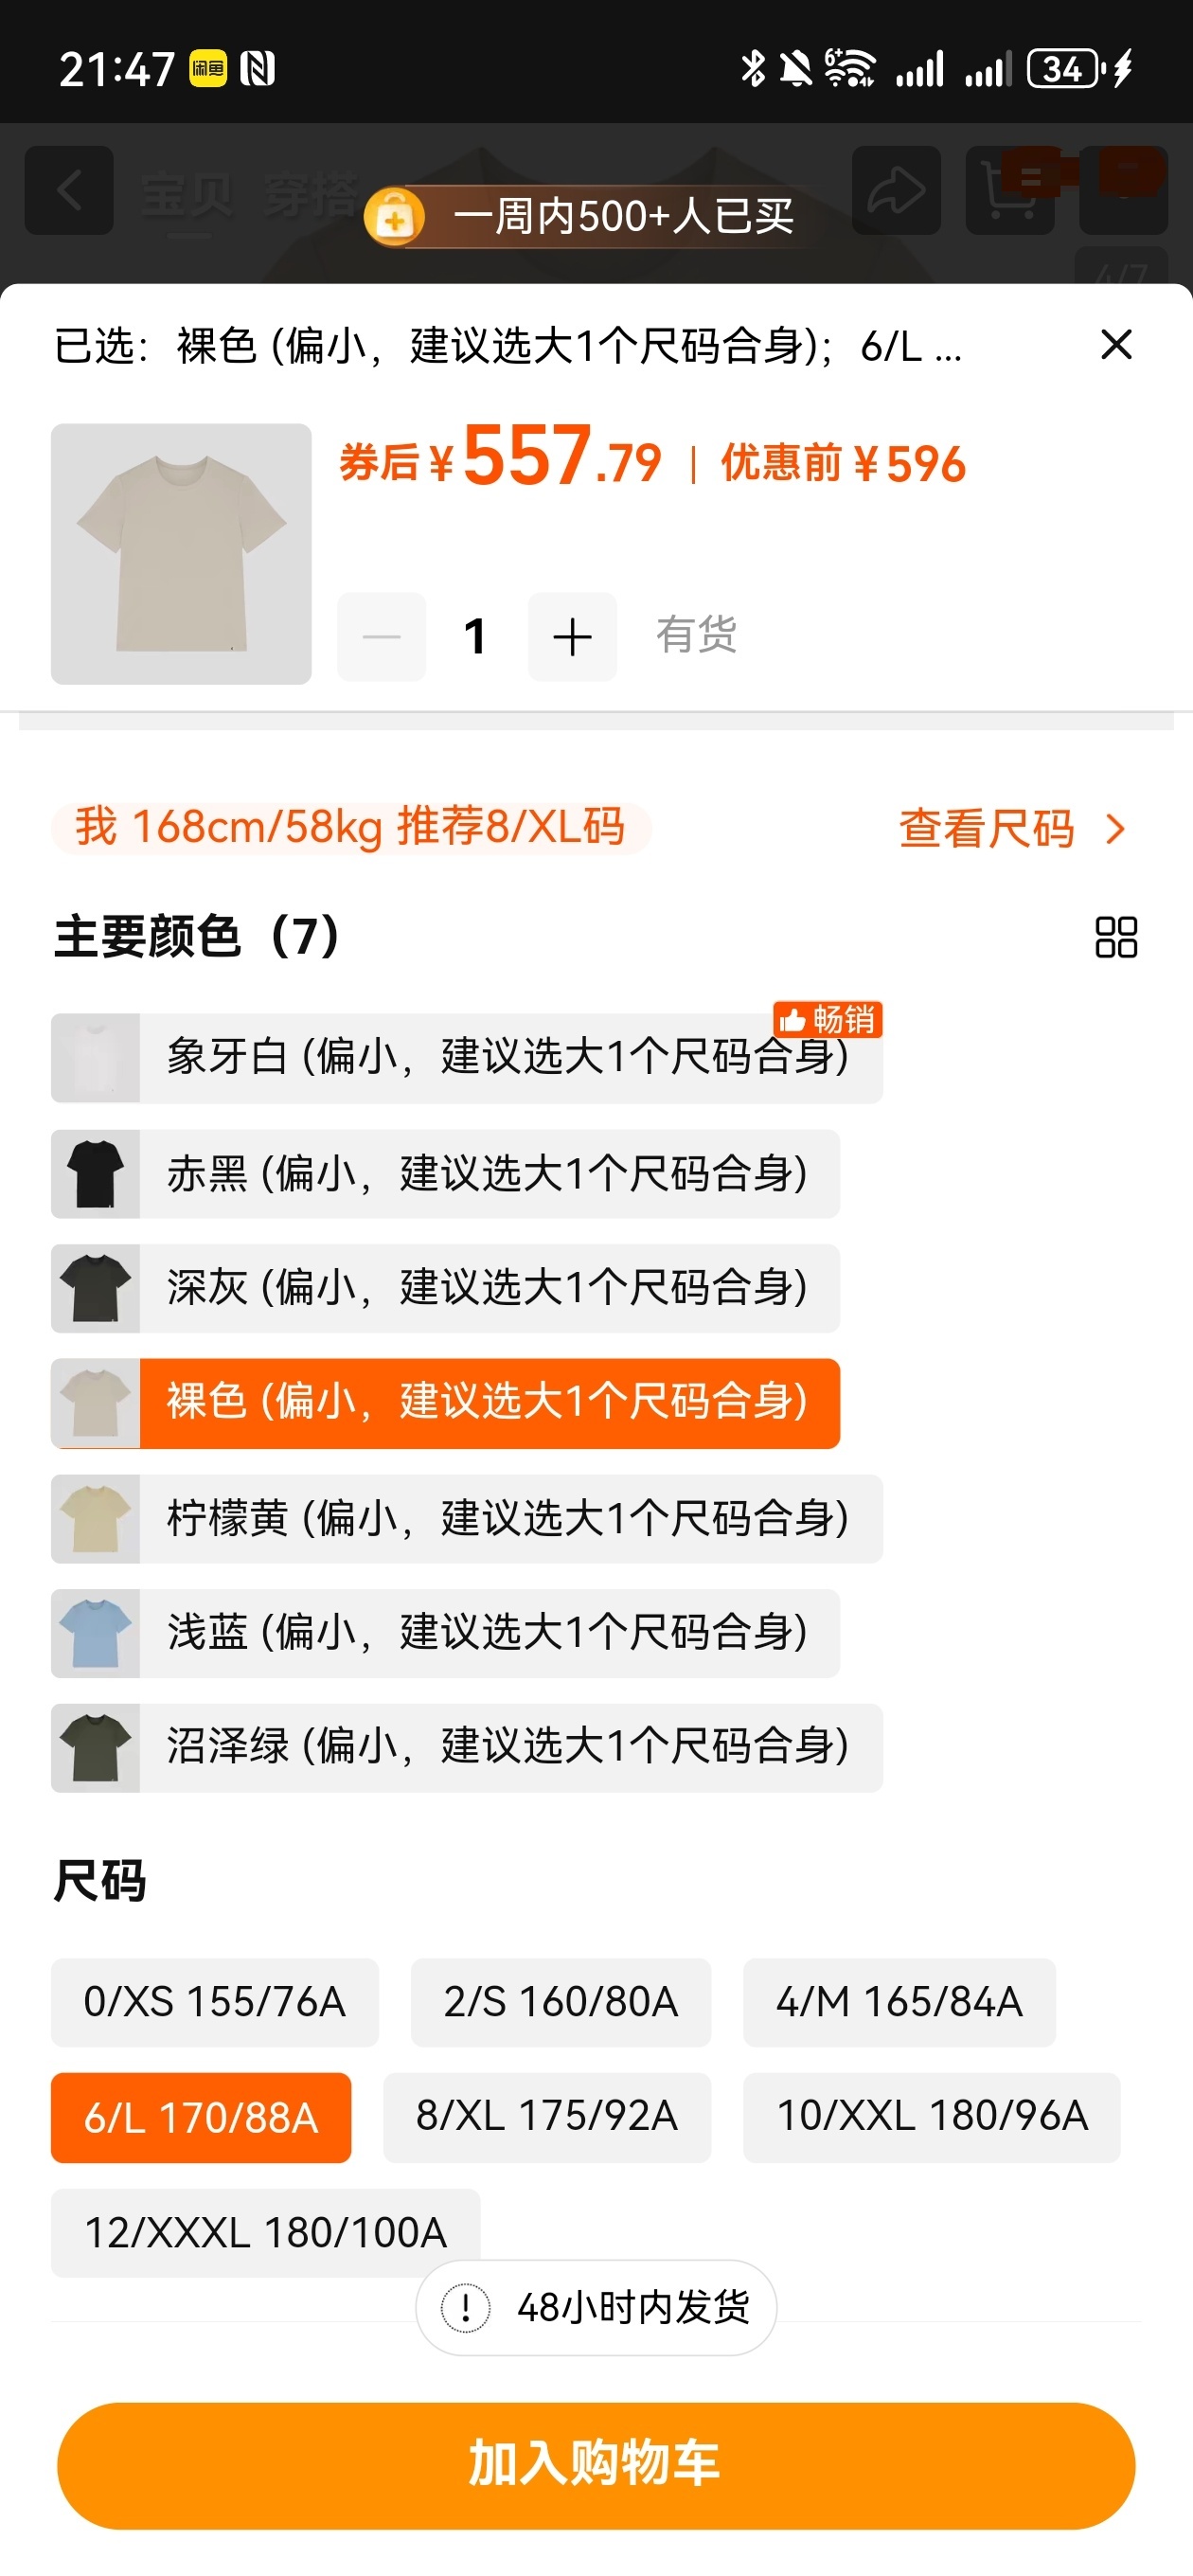 21:47 闲鱼 6+ 34
宝贝 穿搭
一周内500+人已买
4/7
已选：裸色 (偏小，建议选大1个尺码合身)；6/L ...
券后¥557.79 | 优惠前¥596
1 有货
我 168cm/58kg 推荐8/XL码
查看尺码
主要颜色（7）
畅销
象牙白 (偏小，建议选大1个尺码合身)
赤黑 (偏小，建议选大1个尺码合身)
深灰 (偏小，建议选大1个尺码合身)
裸色 (偏小，建议选大1个尺码合身)
柠檬黄 (偏小，建议选大1个尺码合身)
浅蓝 (偏小，建议选大1个尺码合身)
沼泽绿 (偏小，建议选大1个尺码合身)
尺码
0/XS 155/76A 2/S 160/80A 4/M 165/84A
6/L 170/88A 8/XL 175/92A 10/XXL 180/96A
12/XXXL 180/100A
48小时内发货
加入购物车